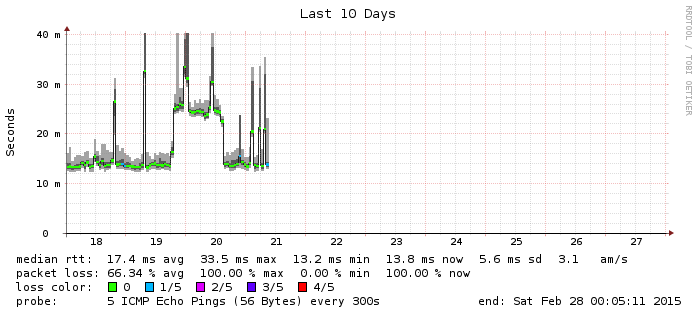 Last 10 Days
RRDTOOL / TOBI OETIKER
Seconds
40 m
30 m
20 m
10 m
0
18 19 20 21 22 23 24 25 26 27
median rtt: 17.4 ms avg 33.5 ms max 13.2 ms min 13.8 ms now 5.6 ms sd 3.1 am/s
packet loss: 66.34 % avg 100.00 % max 0.00 % min 100.00 % now
loss color: 0 1/5 2/5 3/5 4/5
probe: 5 ICMP Echo Pings (56 Bytes) every 300s end: Sat Feb 28 00:05:11 2015